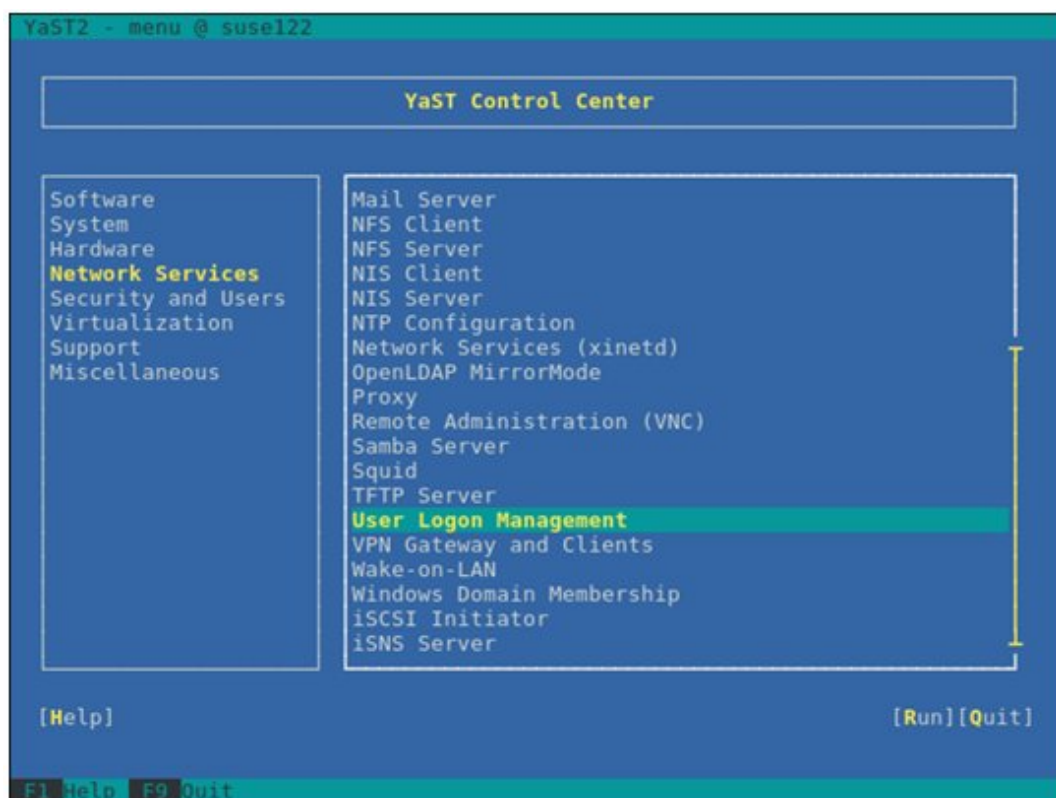 YaST2 - menu @ suse122
YaST Control Center
Software
System
Hardware
Network Services
Security and Users
Virtualization
Support
Miscellaneous
Mail Server
NFS Client
NFS Server
NIS Client
NIS Server
NTP Configuration
Network Services (xinetd)
OpenLDAP MirrorMode
Proxy
Remote Administration (VNC)
Samba Server
Squid
TFTP Server
User Logon Management
VPN Gateway and Clients
Wake-on-LAN
Windows Domain Membership
iSCSI Initiator
iSNS Server
[Help] [Run][Quit]
F1 Help F9 Quit